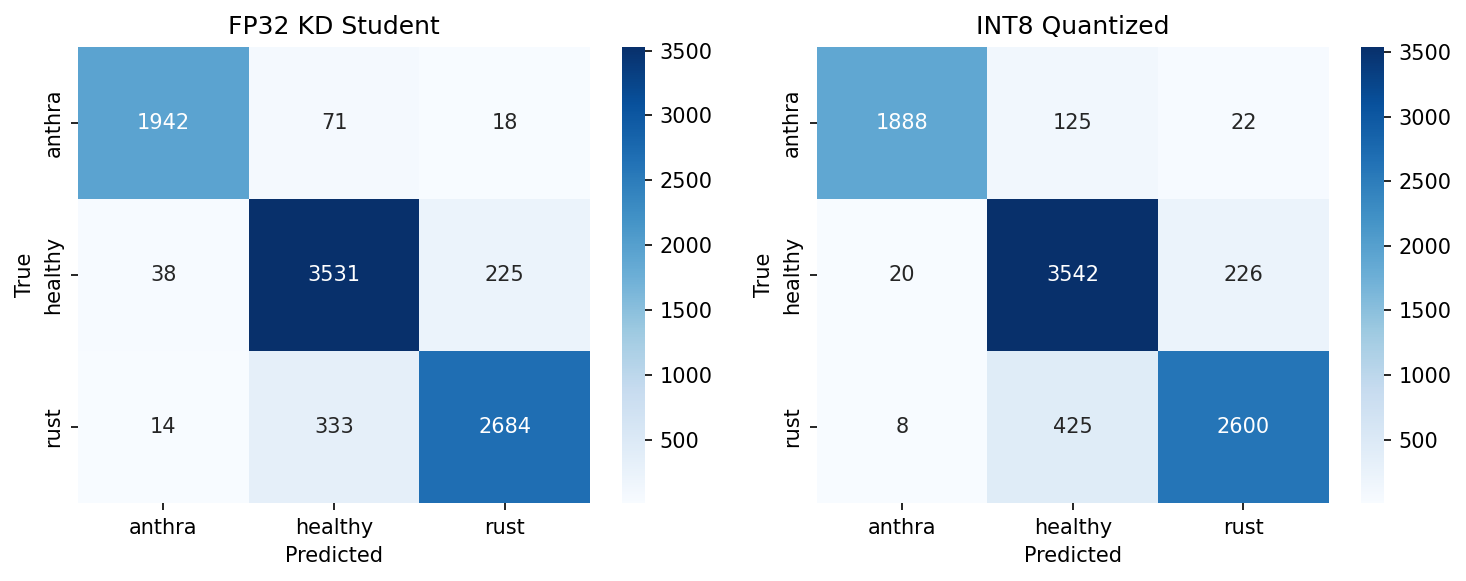 FP32 KD Student
INT8 Quantized
anthra
1942 71 18
True
healthy
38 3531 225
rust
14 333 2684
anthra healthy rust
Predicted
3500
3000
2500
2000
1500
1000
500
anthra
1888 125 22
True
healthy
20 3542 226
rust
8 425 2600
anthra healthy rust
Predicted
3500
3000
2500
2000
1500
1000
500